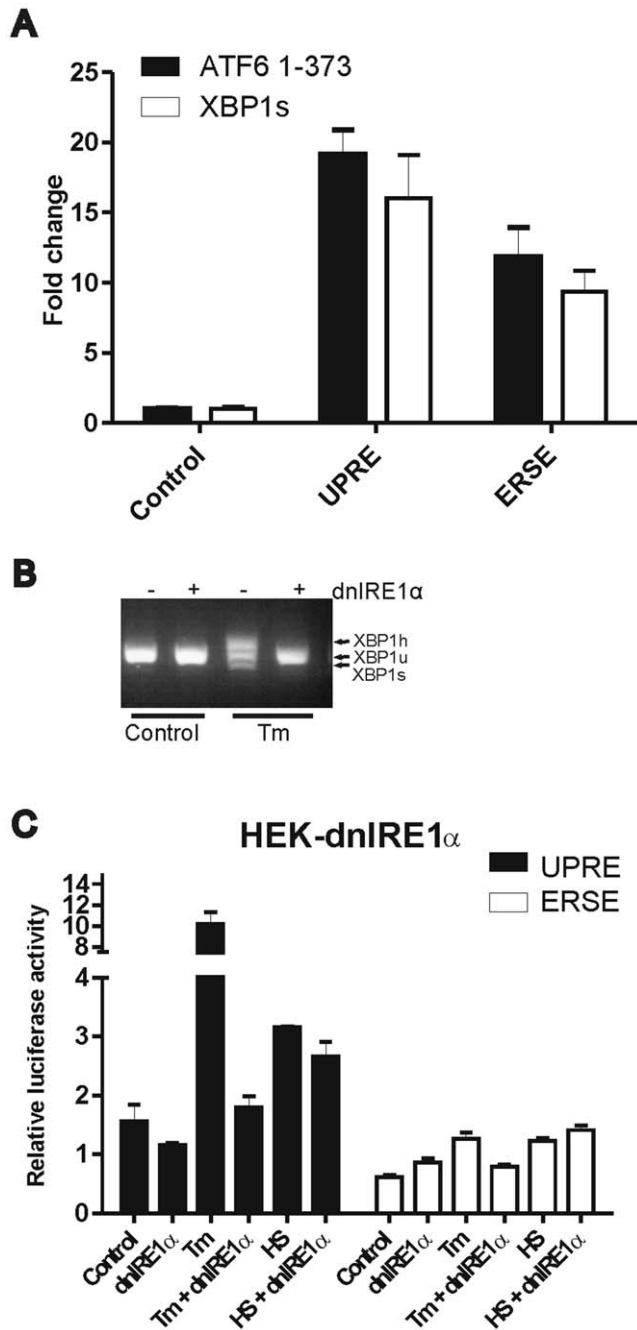 A
ATF6 1-373
XBP1s
Fold change
25
20
15
10
5
0
Control
UPRE
ERSE
B
- + - + dnIRE1α
XBP1h
XBP1u
XBP1s
Control Tm
C
HEK-dnIRE1α
UPRE
ERSE
Relative luciferase activity
14
12
10
8
4
3
2
1
0
Control
dnIRE1α
Tm
Tm + dnIRE1α
HS
HS + dnIRE1α
Control
dnIRE1α
Tm
Tm + dnIRE1α
HS
HS + dnIRE1α